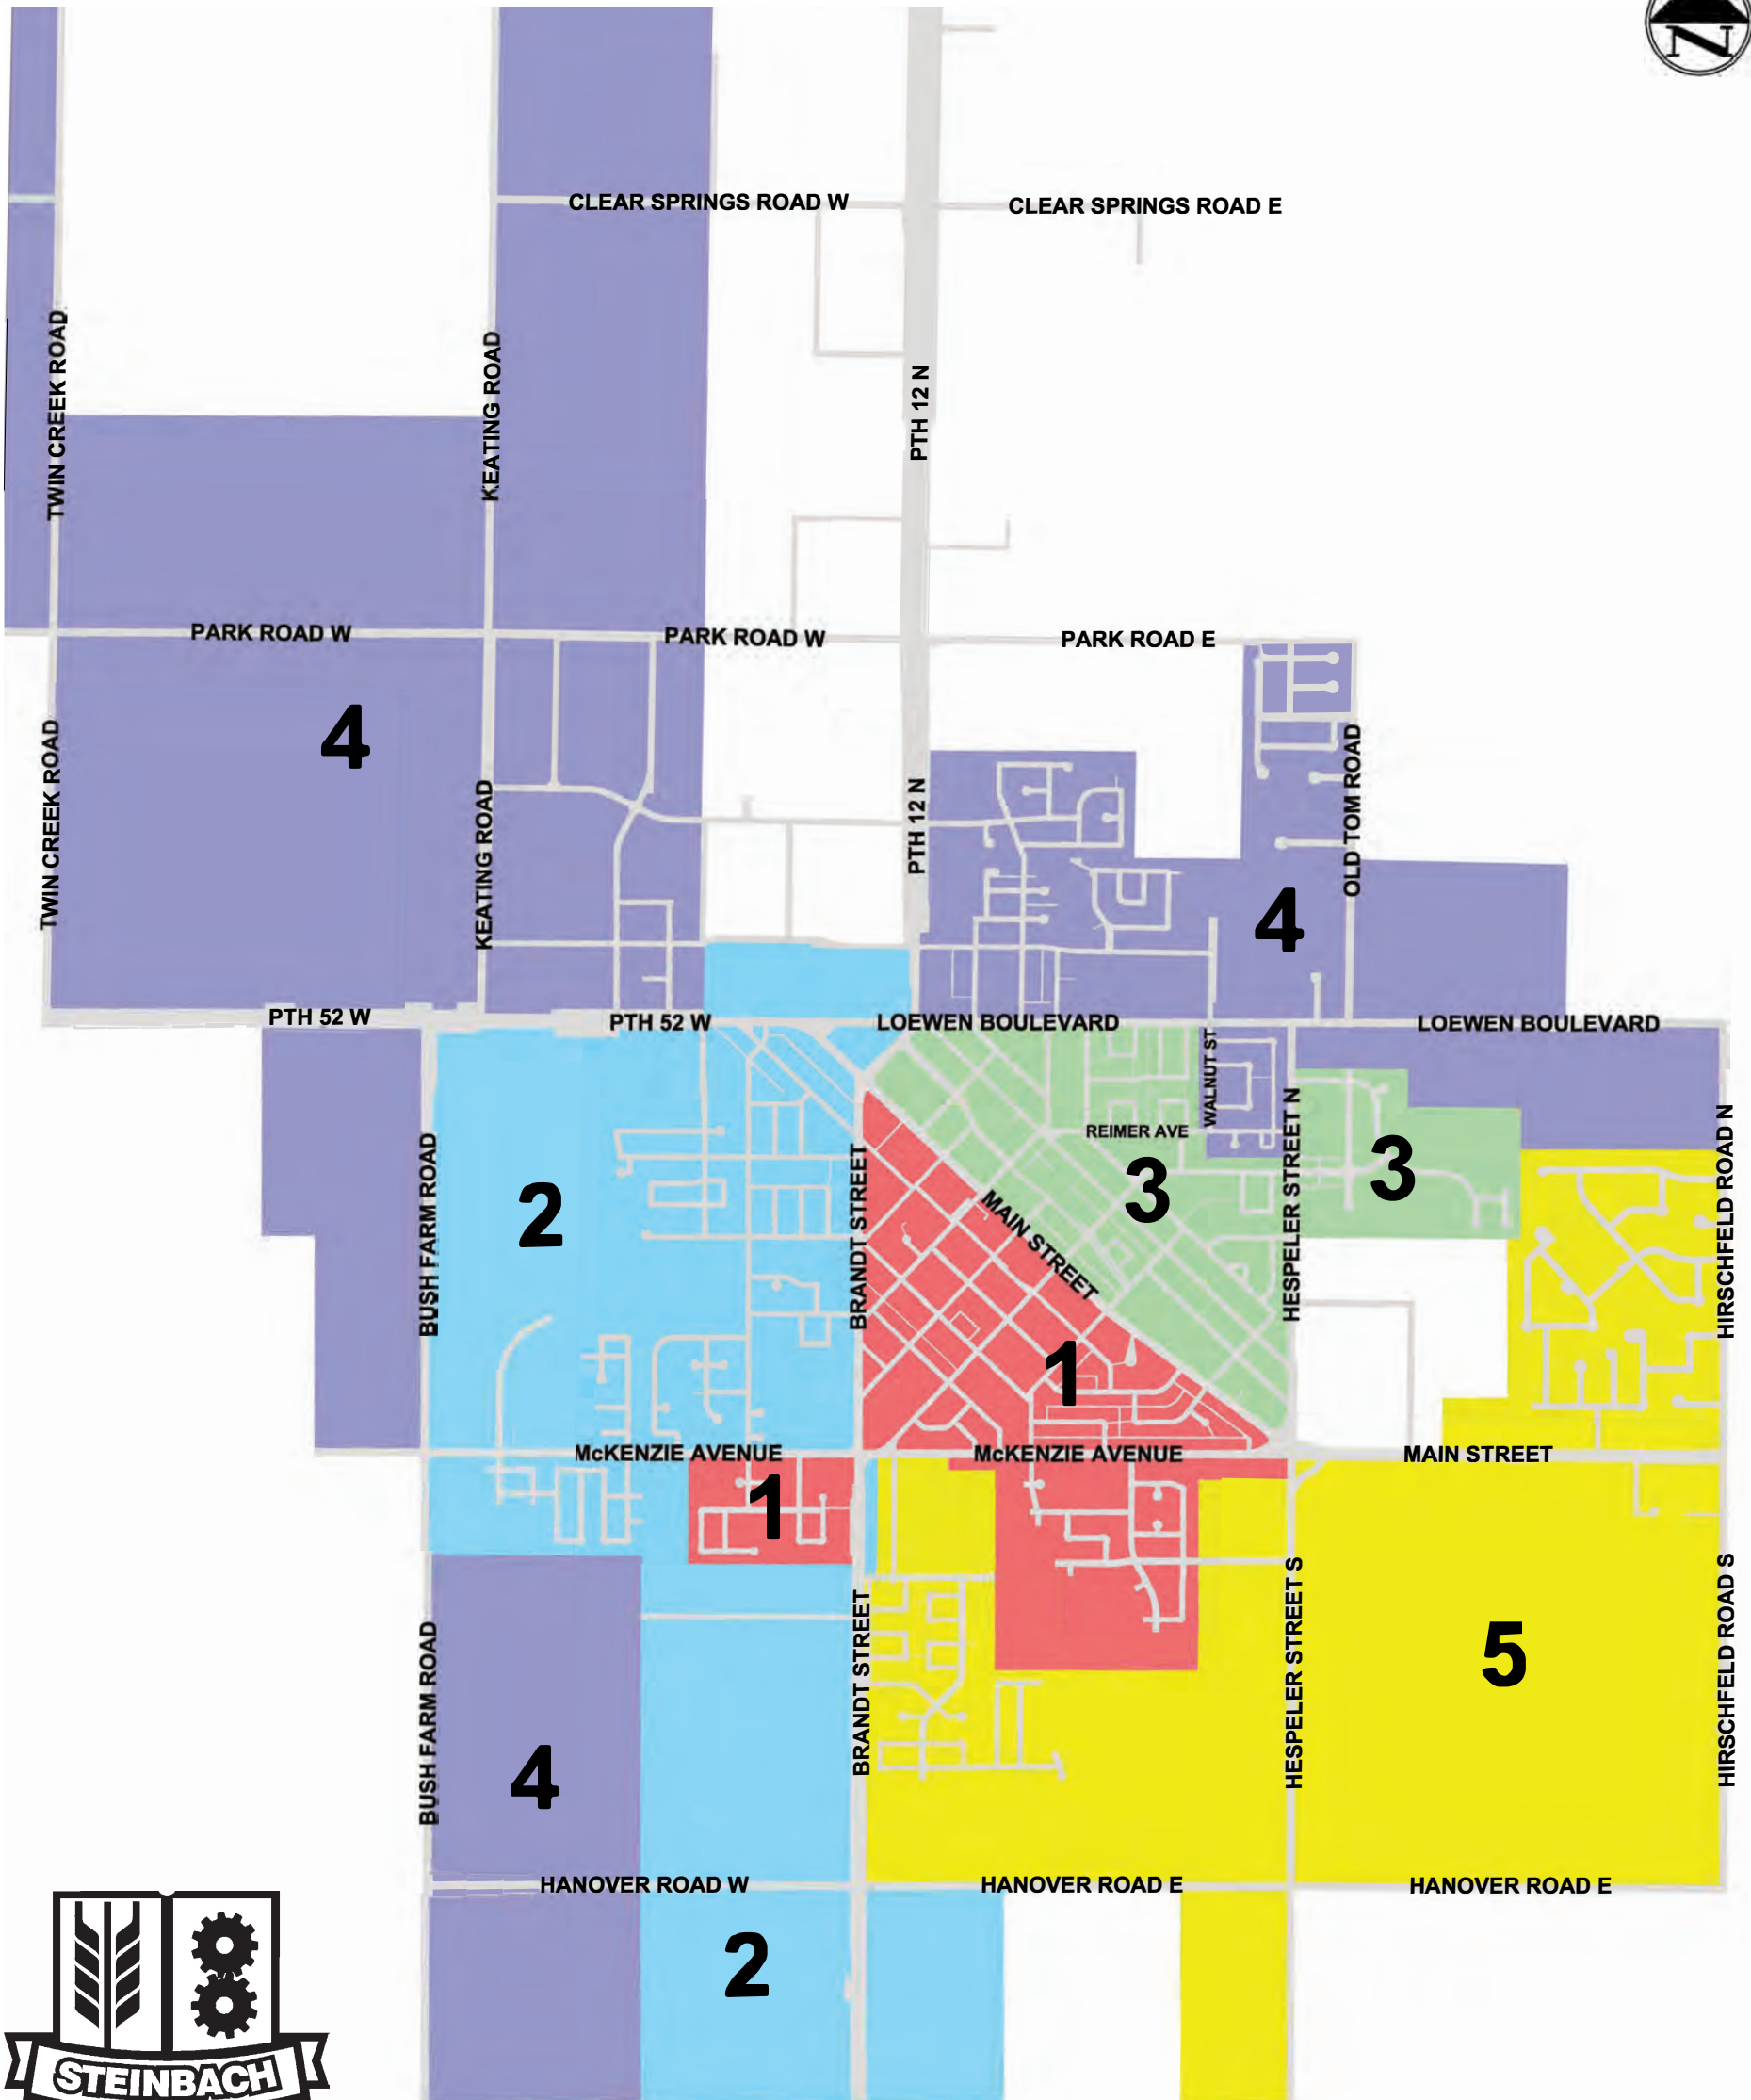 N
CLEAR SPRINGS ROAD W
CLEAR SPRINGS ROAD E
TWIN CREEK ROAD
KEATING ROAD
PTH 12 N
PARK ROAD W
PARK ROAD W
PARK ROAD E
4
TWIN CREEK ROAD
KEATING ROAD
PTH 12 N
OLD TOM ROAD
4
PTH 52 W
PTH 52 W
LOEWEN BOULEVARD
LOEWEN BOULEVARD
WALNUT ST
REIMER AVE
BUSH FARM ROAD
2
BRANDT STREET
MAIN STREET
3
HESPELER STREET N
3
HIRSCHFELD ROAD N
1
McKENZIE AVENUE
McKENZIE AVENUE
MAIN STREET
1
BUSH FARM ROAD
BRANDT STREET
HESPELER STREET S
5
HIRSCHFELD ROAD S
4
HANOVER ROAD W
HANOVER ROAD E
HANOVER ROAD E
2
STEINBACH